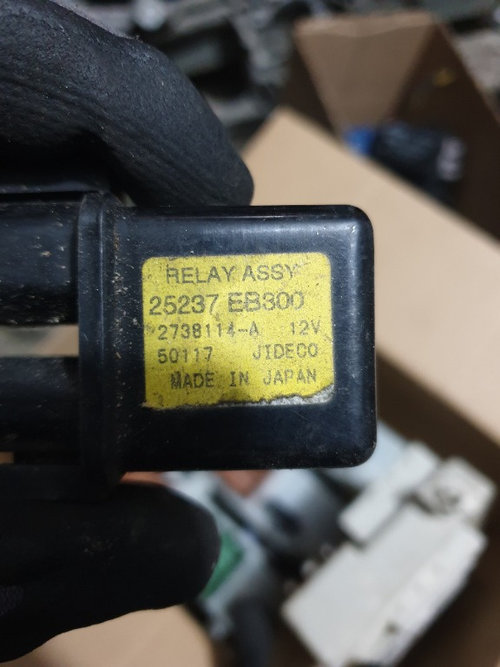 RELAY ASSY
25237 EB300
2738114-A 12V
50117 JIDECO
MADE IN JAPAN